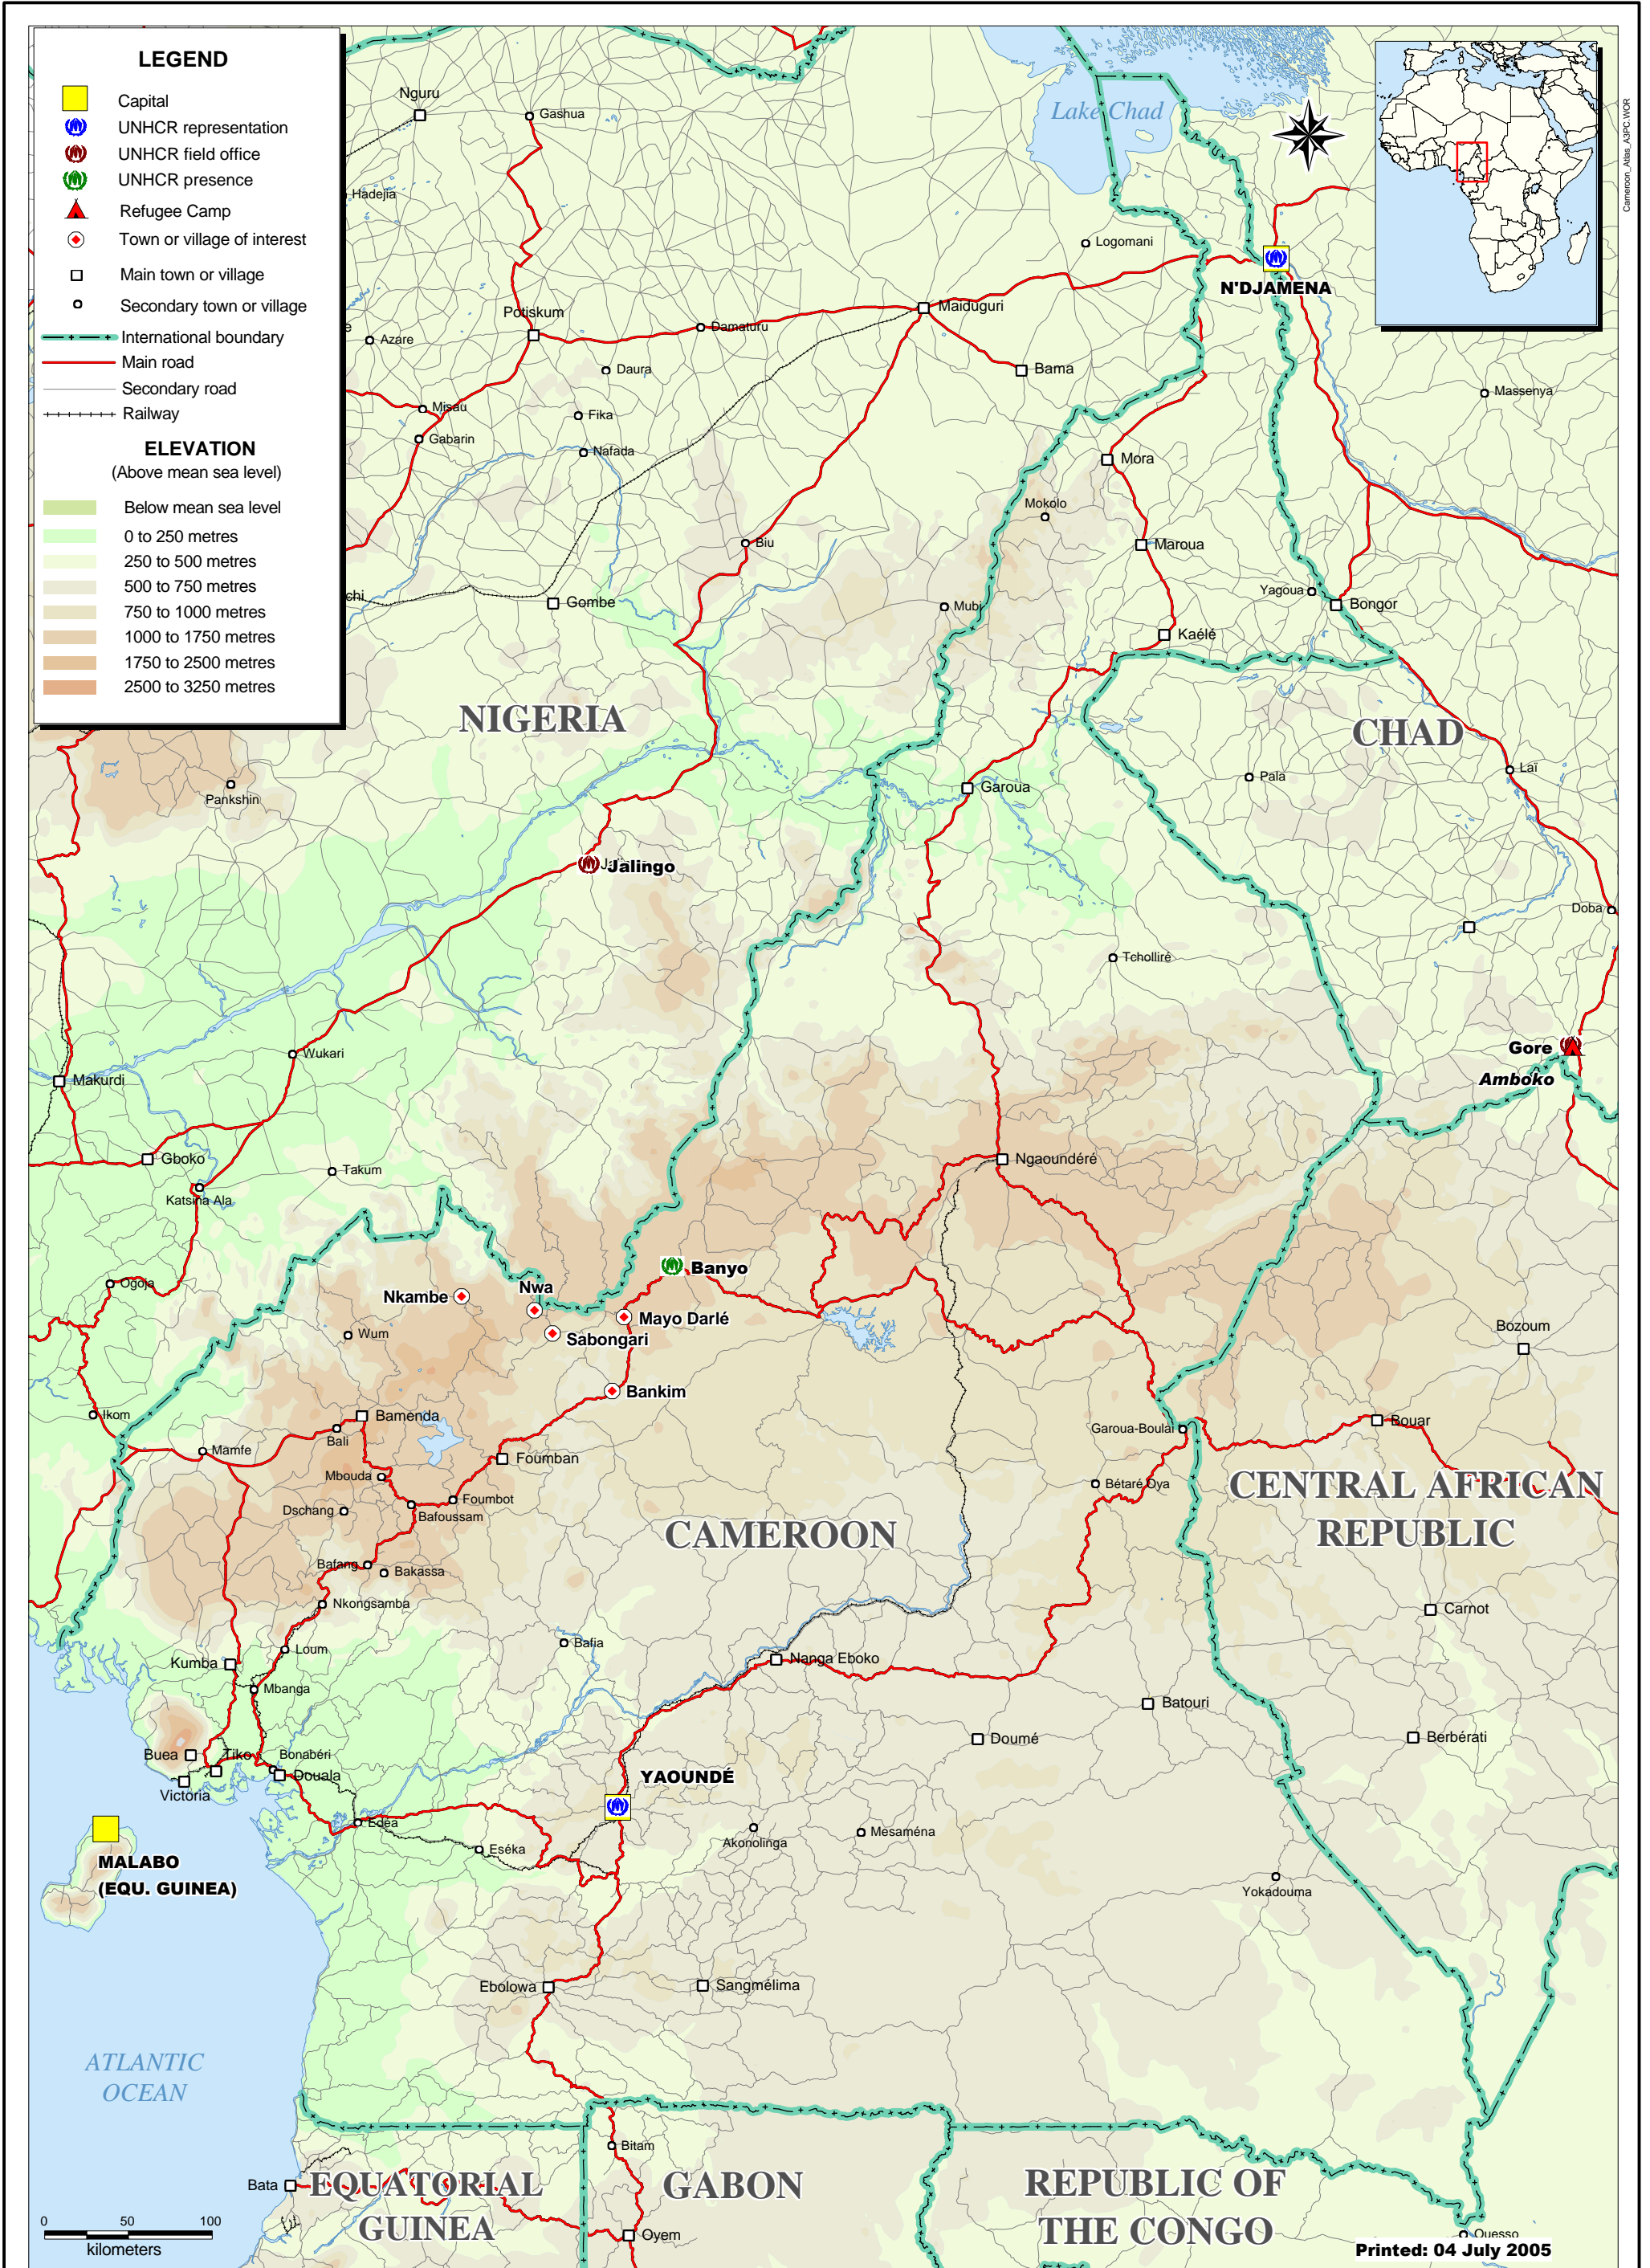 LEGEND
Capital
UNHCR representation
UNHCR field office
UNHCR presence
Refugee Camp
Town or village of interest
Main town or village
Secondary town or village
International boundary
Main road
Secondary road
Railway
ELEVATION
(Above mean sea level)
Below mean sea level
0 to 250 metres
250 to 500 metres
500 to 750 metres
750 to 1000 metres
1000 to 1750 metres
1750 to 2500 metres
2500 to 3250 metres
Cameroon_Atlas_A3PC.WOR
Nguru
Gashua
Lake Chad
Hadejia
Logomani
N'DJAMENA
Potiskum
Maiduguri
Damaturu
e
Azare
Daura
Bama
Massenya
Misau
Fika
Gabarin
Nafada
Mora
Mokolo
Biu
Maroua
chi
Gombe
Mubi
Yagoua
Bongor
Kaélé
NIGERIA
CHAD
Pankshin
Garoua
Pala
Laï
Jalingo
Doba
Tcholliré
Wukari
Gore
Makurdi
Amboko
Gboko
Takum
Ngaoundéré
Katsina Ala
Ogoja
Banyo
Nkambe
Nwa
Mayo Darlé
Wum
Sabongari
Bozoum
Bankim
Ikom
Bamenda
Bali
Garoua-Boulai
Bouar
Mamfe
Foumban
Mbouda
Bétaré Oya
CENTRAL AFRICAN
REPUBLIC
Foumbot
Dschang
Bafoussam
CAMEROON
Bafang
Bakassa
Nkongsamba
Carnot
Bafia
Loum
Kumba
Nanga Eboko
Mbanga
Batouri
Doumé
Berbérati
Buea
Tiko
Bonabéri
Douala
Victoria
YAOUNDÉ
Edéa
Akonolinga
Mesaména
Eséka
MALABO
(EQU. GUINEA)
Yokadouma
Ebolowa
Sangmélima
ATLANTIC
OCEAN
Bitam
Bata
EQUATORIAL
GUINEA
GABON
REPUBLIC OF
THE CONGO
Oyem
Ouesso
0 50 100
kilometers
Printed: 04 July 2005